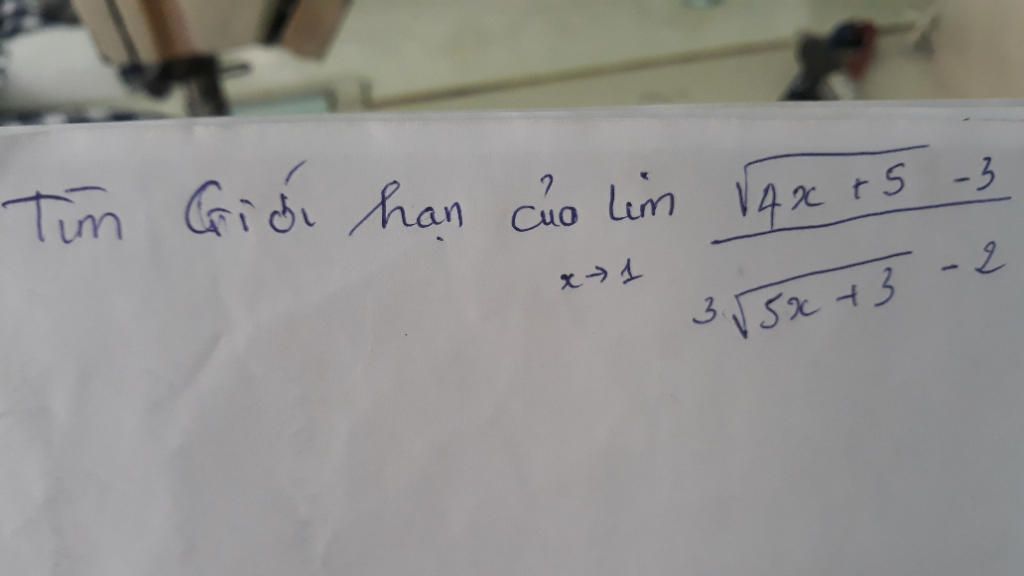 Tìm Giới hạn của lim √4x + 5 - 3
x → 1 3√5x + 3 - 2